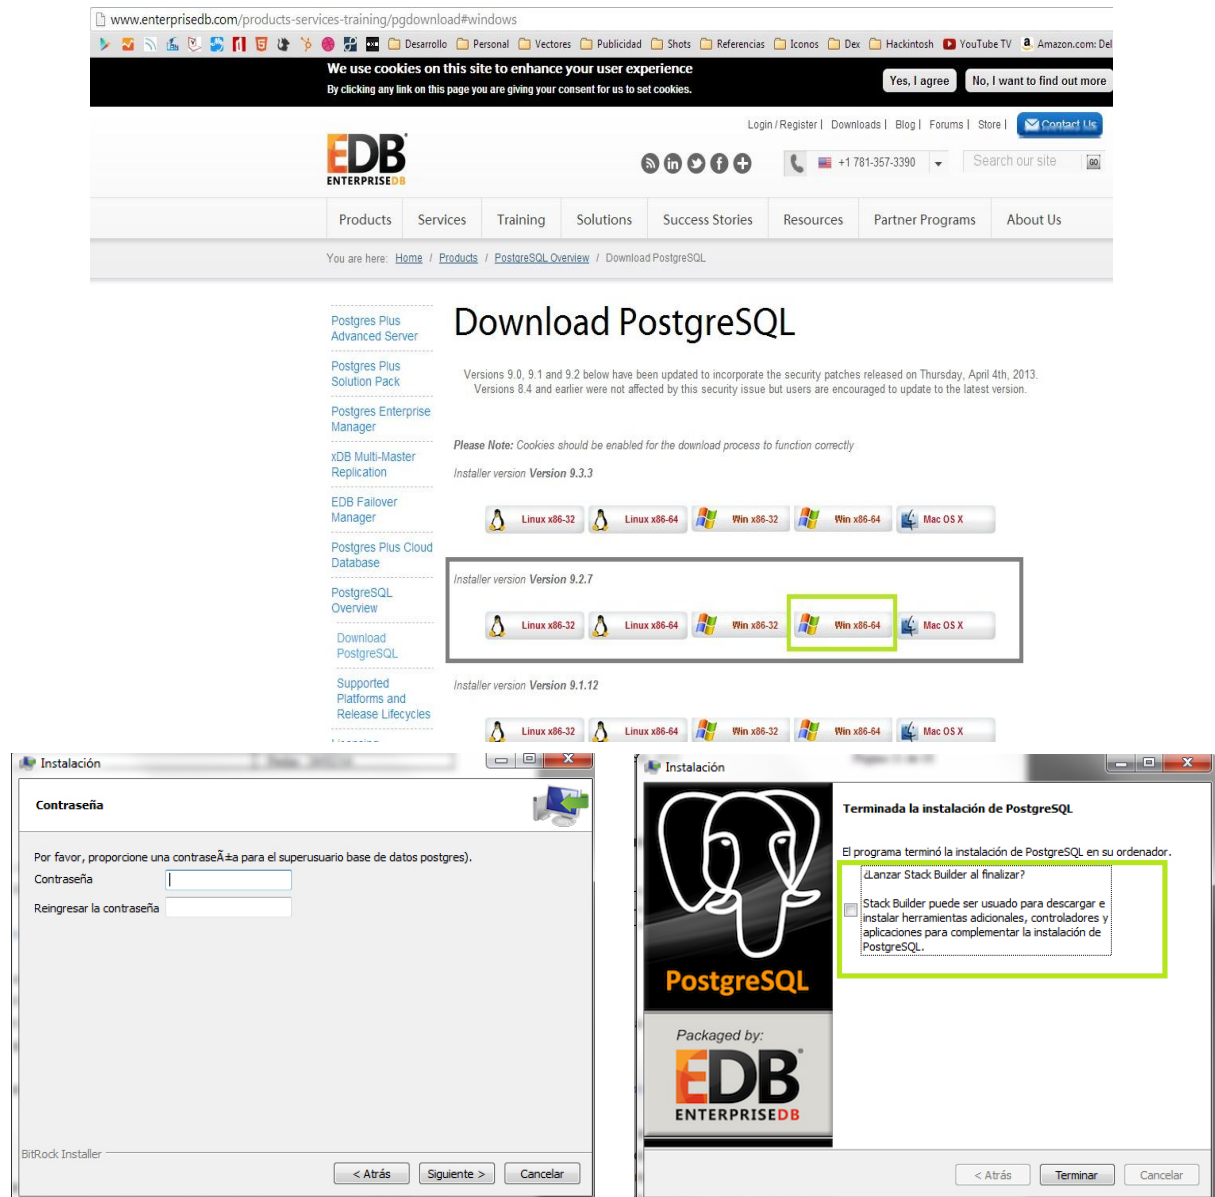 www.enterprisedb.com/products-services-training/pgdownload#windows
Desarrollo Personal Vectores Publicidad Shots Referencias Iconos Dex Hackintosh YouTube TV Amazon.com: Del
We use cookies on this site to enhance your user experience
By clicking any link on this page you are giving your consent for us to set cookies.
Yes, I agree No, I want to find out more
Login / Register | Downloads | Blog | Forums | Store | Contact Us
EDB
ENTERPRISEDB
+1 781-357-3390 Search our site GO
Products Services Training Solutions Success Stories Resources Partner Programs About Us
You are here: Home / Products / PostgreSQL Overview / Download PostgreSQL
Postgres Plus
Advanced Server
Postgres Plus
Solution Pack
Postgres Enterprise
Manager
xDB Multi-Master
Replication
EDB Failover
Manager
Postgres Plus Cloud
Database
PostgreSQL
Overview
Download
PostgreSQL
Supported
Platforms and
Release Lifecycles
Download PostgreSQL
Versions 9.0, 9.1 and 9.2 below have been updated to incorporate the security patches released on Thursday, April 4th, 2013.
Versions 8.4 and earlier were not affected by this security issue but users are encouraged to update to the latest version.
Please Note: Cookies should be enabled for the download process to function correctly
Installer version Version 9.3.3
Linux x86-32 Linux x86-64 Win x86-32 Win x86-64 Mac OS X
Installer version Version 9.2.7
Linux x86-32 Linux x86-64 Win x86-32 Win x86-64 Mac OS X
Installer version Version 9.1.12
Linux x86-32 Linux x86-64 Win x86-32 Win x86-64 Mac OS X
Instalación
Contraseña
Por favor, proporcione una contraseÃ±a para el superusuario base de datos postgres).
Contraseña
Reingresar la contraseña
BitRock Installer
< Atrás Siguiente > Cancelar
Instalación
PostgreSQL
Packaged by:
EDB
ENTERPRISEDB
Terminada la instalación de PostgreSQL
El programa terminó la instalación de PostgreSQL en su ordenador.
¿Lanzar Stack Builder al finalizar?
Stack Builder puede ser usuado para descargar e
instalar herramientas adicionales, controladores y
aplicaciones para complementar la instalación de
PostgreSQL.
< Atrás Terminar Cancelar